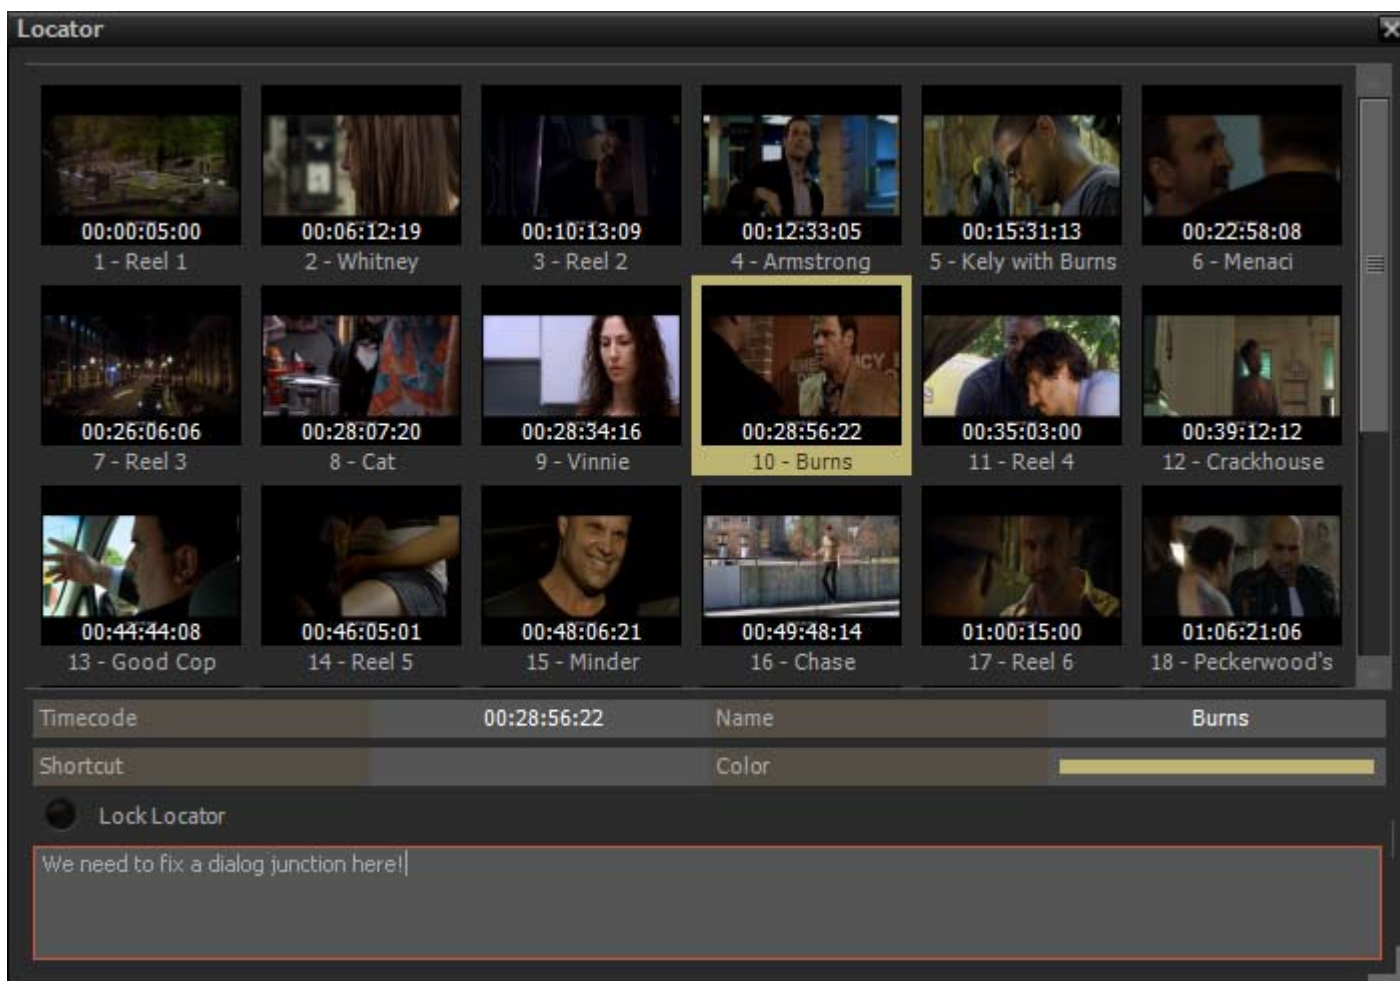 Locator
00:00:05:00
1 - Reel 1
00:06:12:19
2 - Whitney
00:10:13:09
3 - Reel 2
00:12:33:05
4 - Armstrong
00:15:31:13
5 - Kely with Burns
00:22:58:08
6 - Menaci
00:26:06:06
7 - Reel 3
00:28:07:20
8 - Cat
00:28:34:16
9 - Vinnie
00:28:56:22
10 - Burns
00:35:03:00
11 - Reel 4
00:39:12:12
12 - Crackhouse
00:44:44:08
13 - Good Cop
00:46:05:01
14 - Reel 5
00:48:06:21
15 - Minder
00:49:48:14
16 - Chase
01:00:15:00
17 - Reel 6
01:06:21:06
18 - Peckerwood's
Timecode 00:28:56:22 Name Burns
Shortcut Color
Lock Locator
We need to fix a dialog junction here!